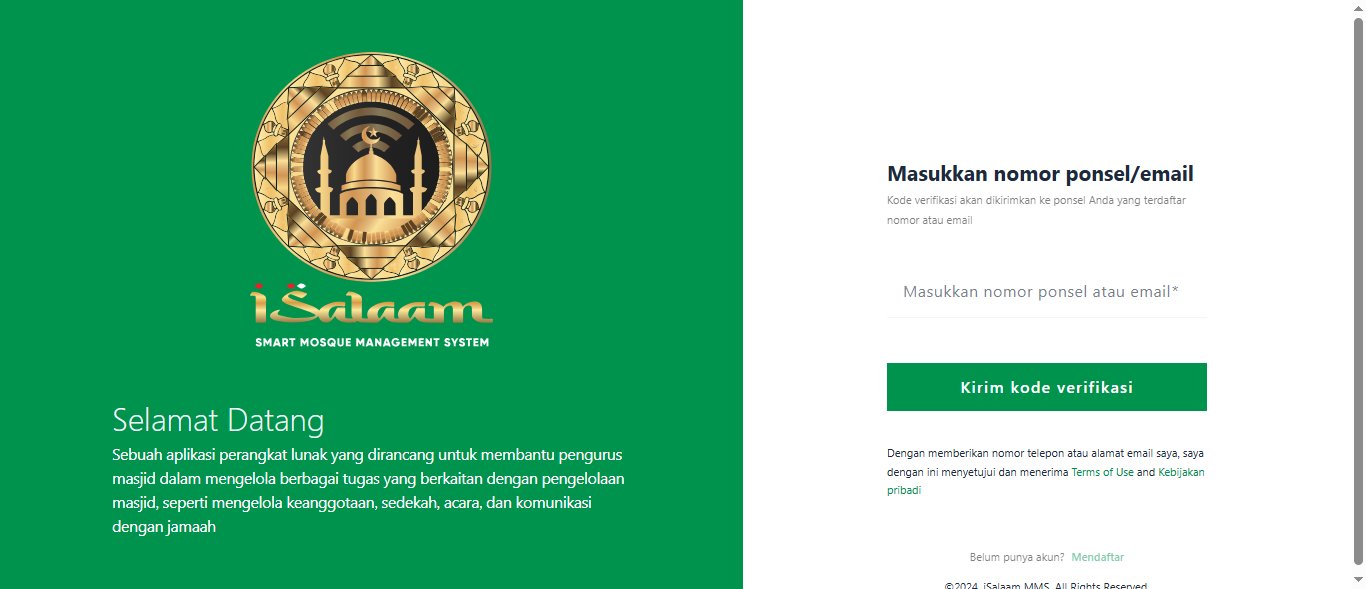 iSalaam
SMART MOSQUE MANAGEMENT SYSTEM
Selamat Datang
Sebuah aplikasi perangkat lunak yang dirancang untuk membantu pengurus
masjid dalam mengelola berbagai tugas yang berkaitan dengan pengelolaan
masjid, seperti mengelola keanggotaan, sedekah, acara, dan komunikasi
dengan jamaah
Masukkan nomor ponsel/email
Kode verifikasi akan dikirimkan ke ponsel Anda yang terdaftar
nomor atau email
Masukkan nomor ponsel atau email*
Kirim kode verifikasi
Dengan memberikan nomor telepon atau alamat email saya, saya
dengan ini menyetujui dan menerima Terms of Use and Kebijakan
pribadi
Belum punya akun? Mendaftar
©2024, iSalaam MMS, All Rights Reserved